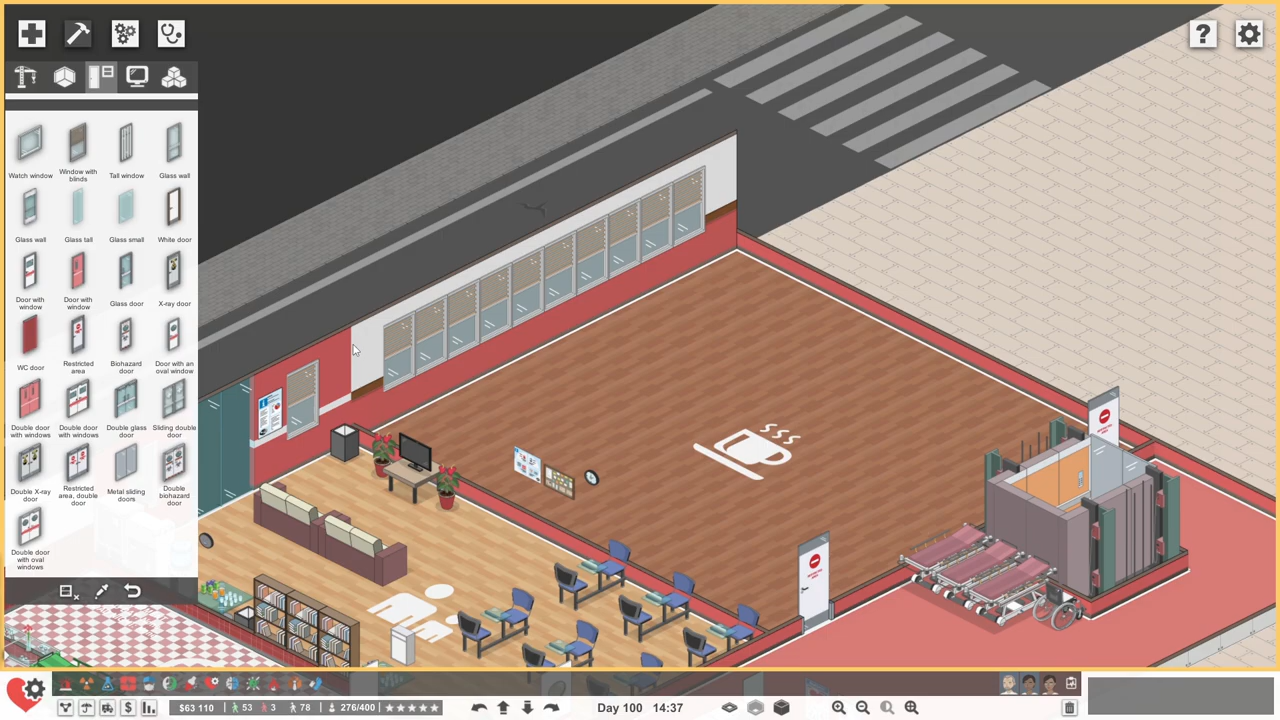 ?
Watch window
Window with blinds
Tall window
Glass wall
Glass wall
Glass tall
Glass small
White door
Door with window
Door with window
Glass door
X-ray door
WC door
Restricted area
Biohazard door
Door with an oval window
Double door with windows
Double door with windows
Double glass door
Sliding double door
Double X-ray door
Restricted area, double door
Metal sliding doors
Double biohazard door
Double door with oval windows
$63 110
53
3
78
276/400
Day 100
14:37